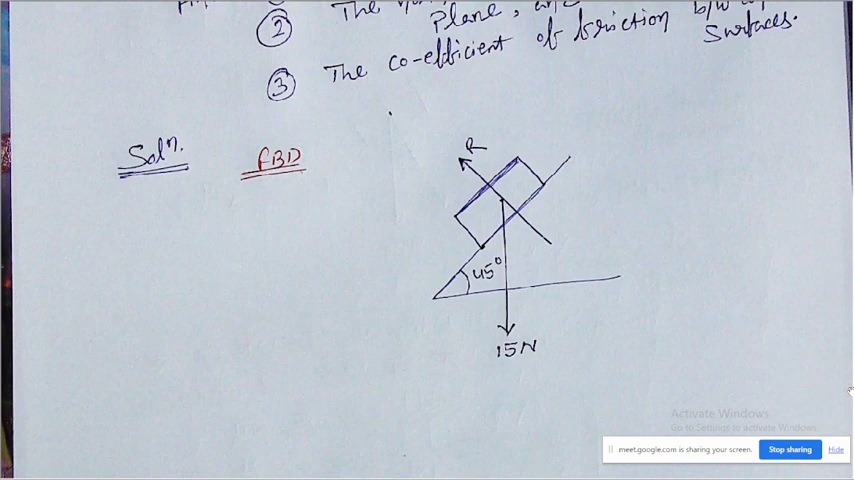 ② The
Plane,
b/w
③ The co-efficient of friction
Surfaces.
Solⁿ. FBD
R
45°
15N
Activate Windows
Go to Settings to activate Windows.
meet.google.com is sharing your screen. Stop sharing Hide